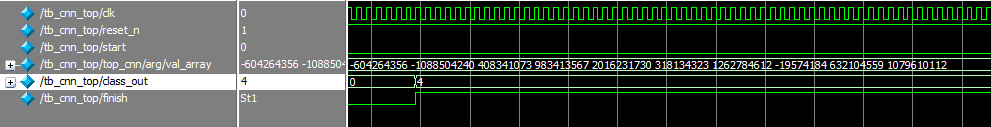 /tb_cnn_top/clk 0
/tb_cnn_top/reset_n 1
/tb_cnn_top/start 0
/tb_cnn_top/top_cnn/arg/val_array -604264356 -1088504 -604264356 -1088504240 408341073 983413567 2016231730 318134323 1262784612 -19574184 632104559 1079610112
/tb_cnn_top/class_out 4 0 4
/tb_cnn_top/finish St1